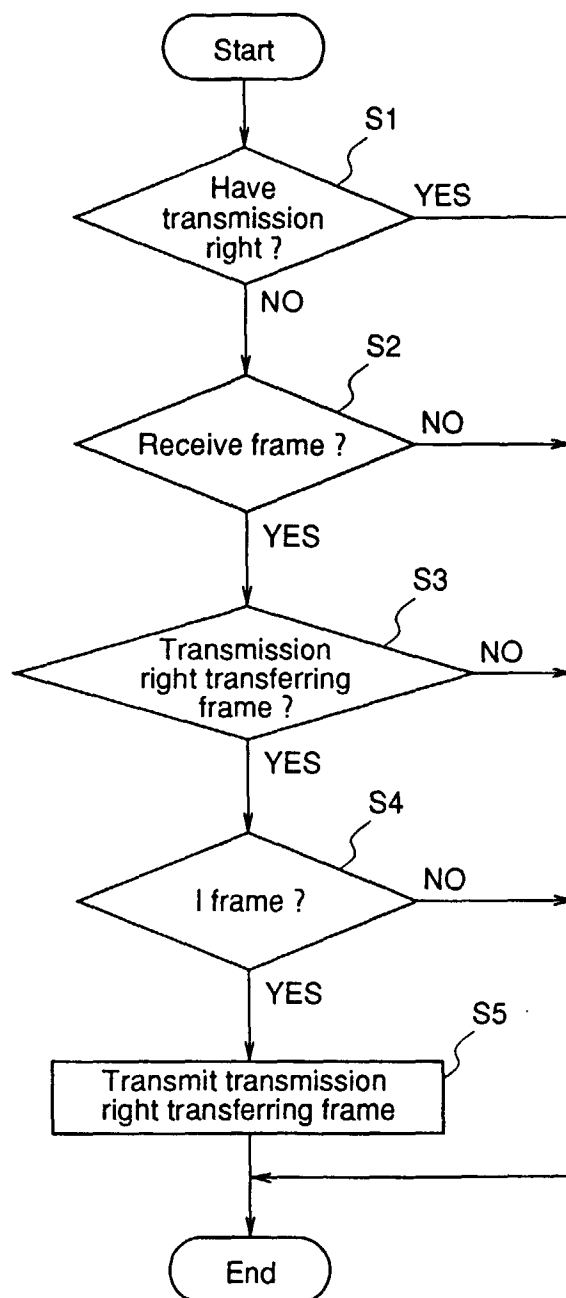 Start
S1
Have
transmission
right ?
YES
NO
S2
Receive frame ?
NO
YES
S3
Transmission
right transferring
frame ?
NO
YES
S4
I frame ?
NO
YES
S5
Transmit transmission
right transferring frame
End